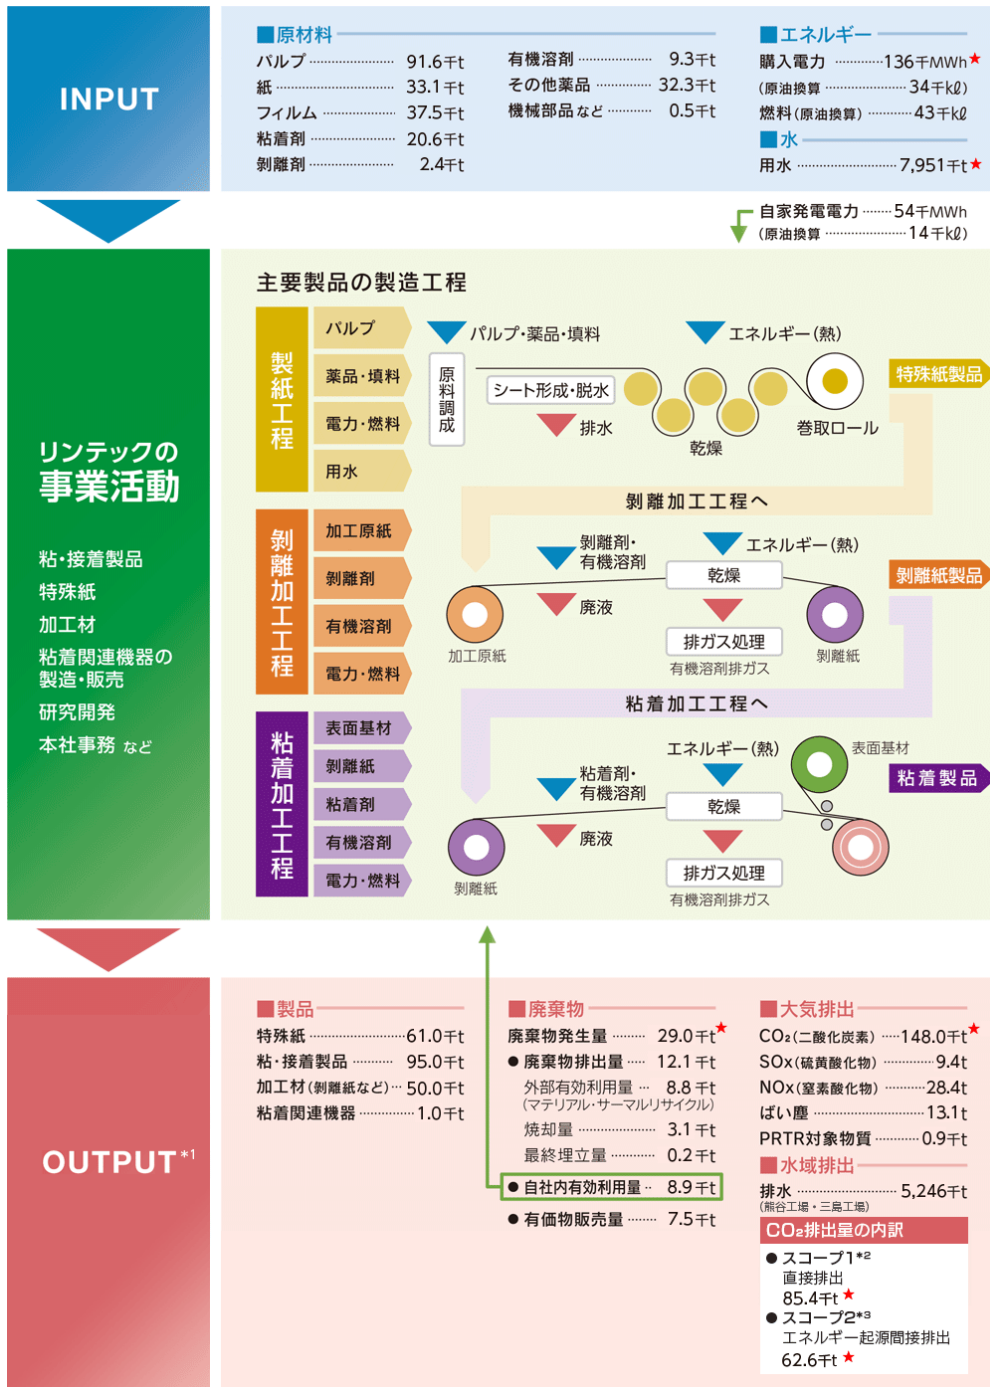 INPUT
■原材料
パルプ 91.6千t
紙 33.1千t
フィルム 37.5千t
粘着剤 20.6千t
剝離剤 2.4千t
有機溶剤 9.3千t
その他薬品 32.3千t
機械部品など 0.5千t
■エネルギー
購入電力 136千MWh★
(原油換算 34千kℓ)
燃料(原油換算) 43千kℓ
■水
用水 7,951千t★
自家発電電力 54千MWh
(原油換算 14千kℓ)
リンテックの
事業活動
粘・接着製品
特殊紙
加工材
粘着関連機器の
製造・販売
研究開発
本社事務 など
主要製品の製造工程
製紙工程
パルプ
薬品・填料
電力・燃料
用水
パルプ・薬品・填料
原料調成
シート形成・脱水
排水
エネルギー(熱)
乾燥
巻取ロール
特殊紙製品
剝離加工工程へ
剝離加工工程
加工原紙
剝離剤
有機溶剤
電力・燃料
剝離剤・
有機溶剤
廃液
加工原紙
エネルギー(熱)
乾燥
排ガス処理
有機溶剤排ガス
剝離紙
剝離紙製品
粘着加工工程へ
粘着加工工程
表面基材
剝離紙
粘着剤
有機溶剤
電力・燃料
粘着剤・
有機溶剤
廃液
剝離紙
エネルギー(熱)
乾燥
排ガス処理
有機溶剤排ガス
表面基材
粘着製品
OUTPUT*1
■製品
特殊紙 61.0千t
粘・接着製品 95.0千t
加工材(剝離紙など) 50.0千t
粘着関連機器 1.0千t
■廃棄物
廃棄物発生量 29.0千t★
●廃棄物排出量 12.1千t
外部有効利用量 8.8千t
(マテリアル・サーマルリサイクル)
焼却量 3.1千t
最終埋立量 0.2千t
●自社内有効利用量 8.9千t
●有価物販売量 7.5千t
■大気排出
CO₂(二酸化炭素) 148.0千t★
SOx(硫黄酸化物) 9.4t
NOx(窒素酸化物) 28.4t
ばい塵 13.1t
PRTR対象物質 0.9千t
■水域排出
排水 5,246千t
(熊谷工場・三島工場)
CO₂排出量の内訳
●スコープ1*2
直接排出
85.4千t★
●スコープ2*3
エネルギー起源間接排出
62.6千t★